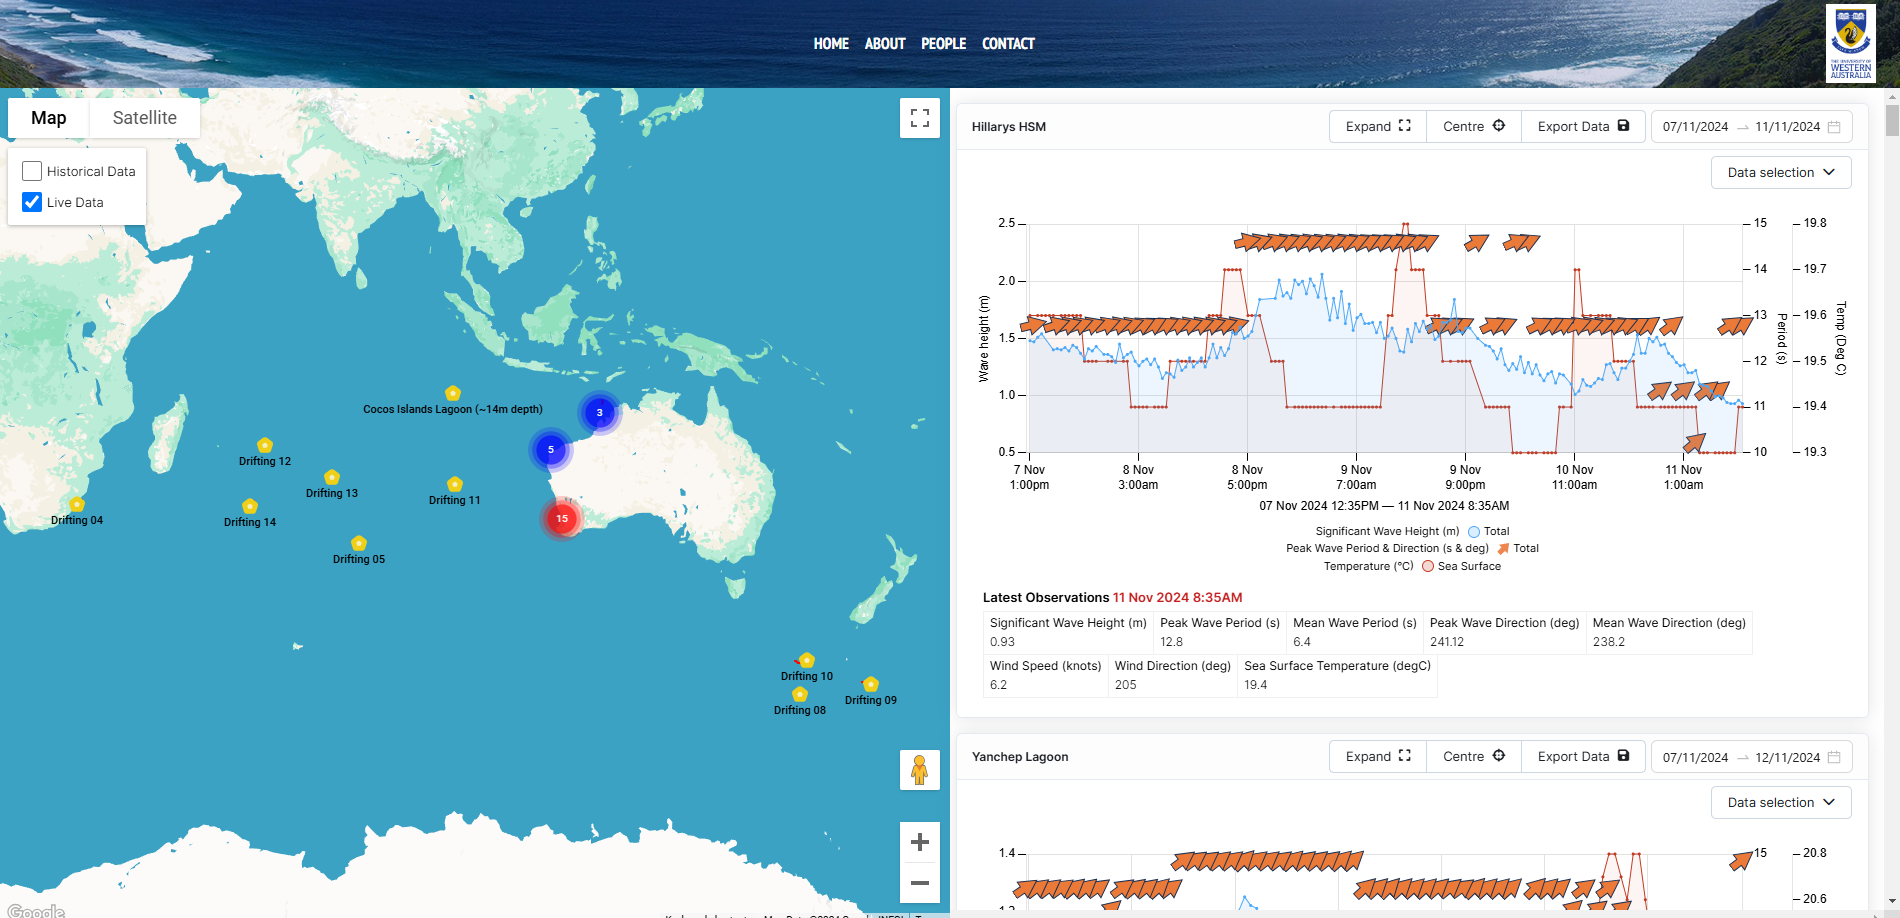 HOME ABOUT PEOPLE CONTACT
THE UNIVERSITY OF
WESTERN
AUSTRALIA
Map Satellite
Historical Data
Live Data
Cocos Islands Lagoon (~14m depth)
3
5
15
Drifting 12
Drifting 13
Drifting 11
Drifting 04
Drifting 14
Drifting 05
Drifting 10
Drifting 09
Drifting 08
Google
Hillarys HSM
Expand Centre Export Data 07/11/2024 → 11/11/2024
Data selection
2.5 15 19.8
2.0 14 19.7
13 19.6
1.5 12 19.5
1.0 11 19.4
0.5 10 19.3
Wave height (m)
Period (s)
Temp (Deg C)
7 Nov 8 Nov 8 Nov 9 Nov 9 Nov 10 Nov 11 Nov
1:00pm 3:00am 5:00pm 7:00am 9:00pm 11:00am 1:00am
07 Nov 2024 12:35PM — 11 Nov 2024 8:35AM
Significant Wave Height (m) Total
Peak Wave Period & Direction (s & deg) Total
Temperature (°C) Sea Surface
Latest Observations 11 Nov 2024 8:35AM
Significant Wave Height (m) Peak Wave Period (s) Mean Wave Period (s) Peak Wave Direction (deg) Mean Wave Direction (deg)
0.93 12.8 6.4 241.12 238.2
Wind Speed (knots) Wind Direction (deg) Sea Surface Temperature (degC)
6.2 205 19.4
Yanchep Lagoon
Expand Centre Export Data 07/11/2024 → 12/11/2024
Data selection
1.4 15 20.8
20.6